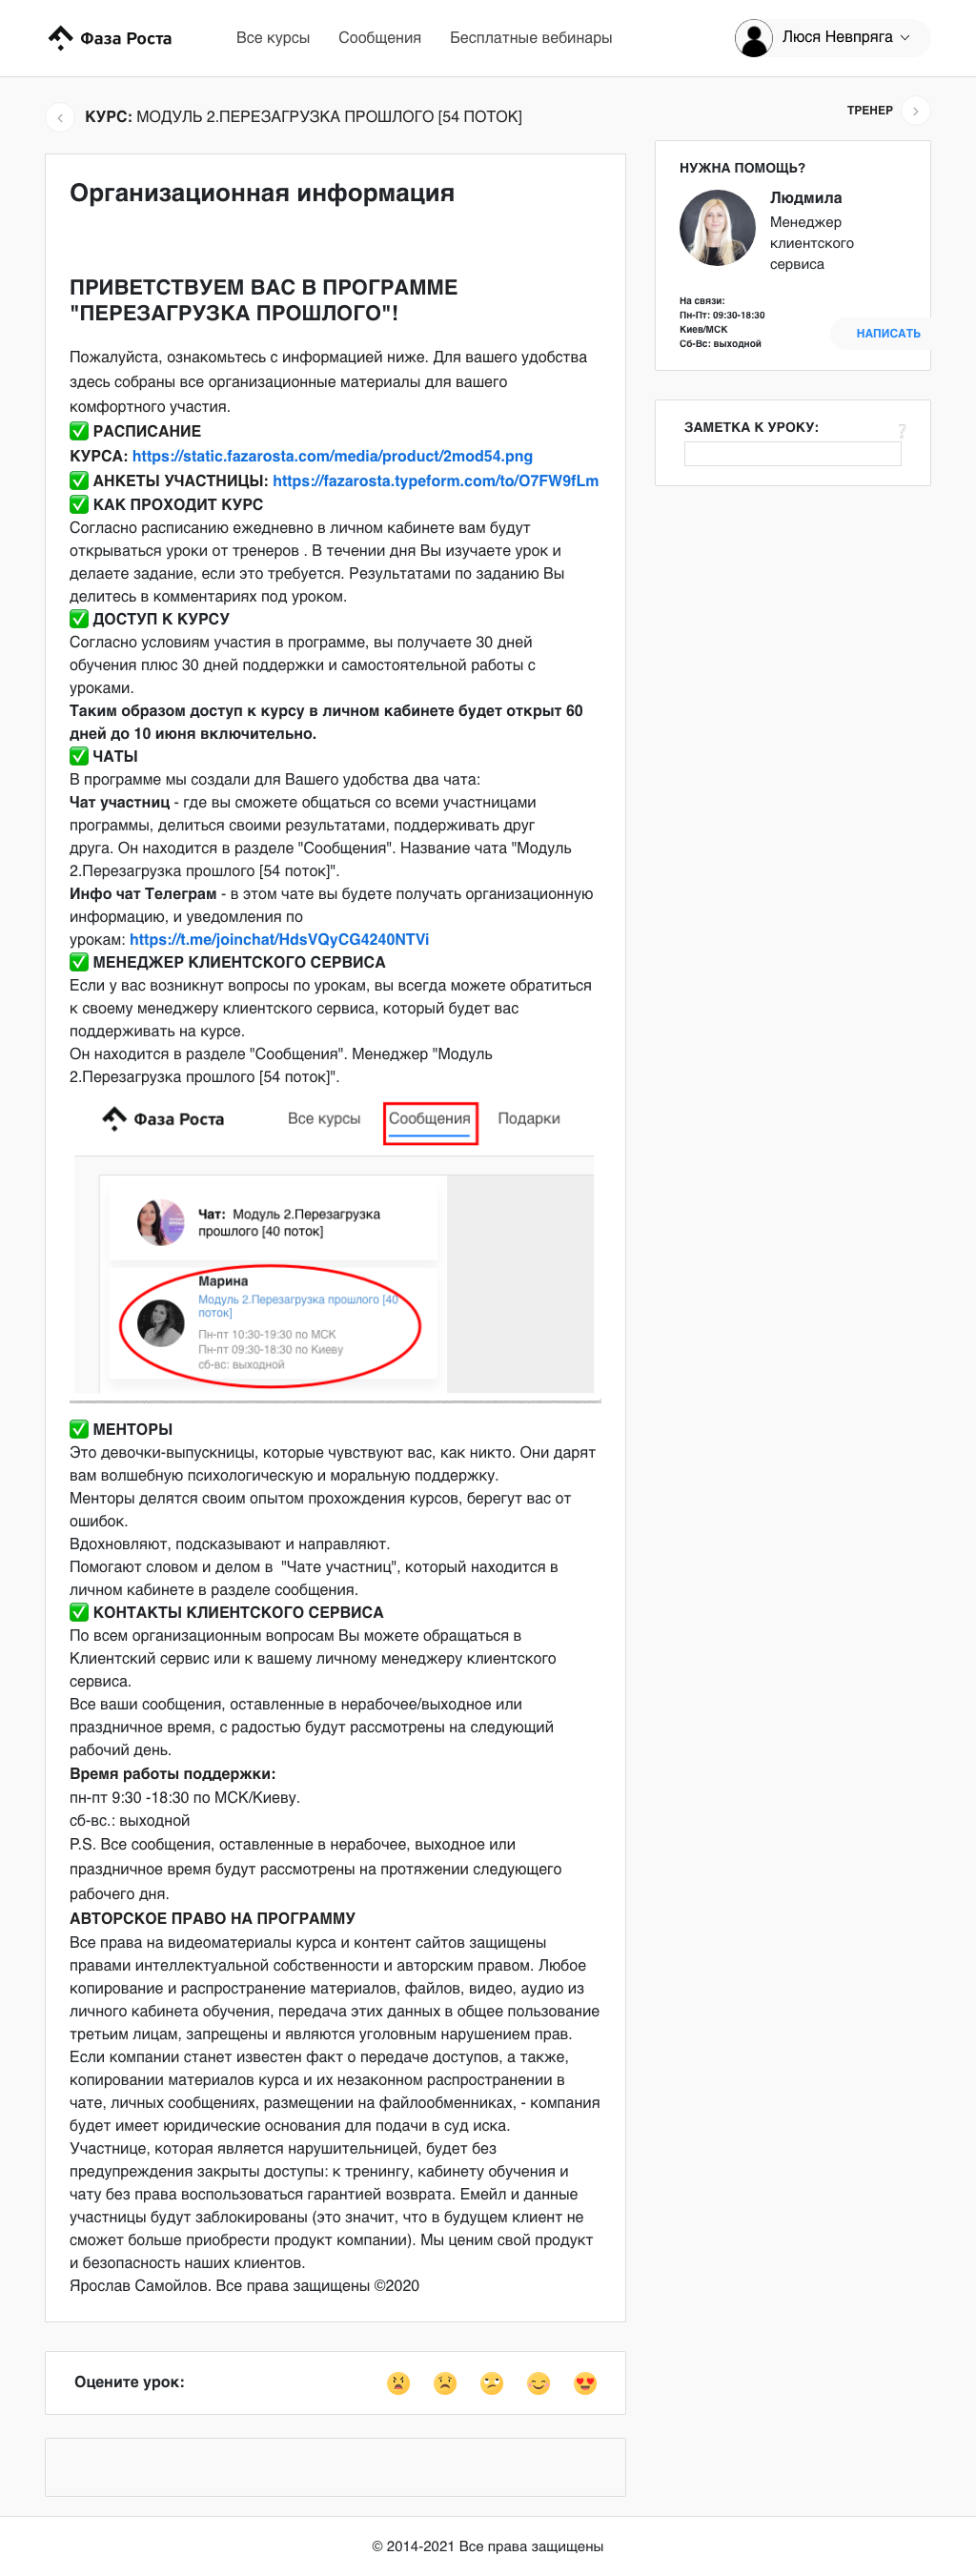 Фаза Роста
Все курсы
Сообщения
Бесплатные вебинары
Люся Невпряга
КУРС: МОДУЛЬ 2.ПЕРЕЗАГРУЗКА ПРОШЛОГО [54 ПОТОК]
ТРЕНЕР
Организационная информация
ПРИВЕТСТВУЕМ ВАС В ПРОГРАММЕ
"ПЕРЕЗАГРУЗКА ПРОШЛОГО"!
Пожалуйста, ознакомьтесь с информацией ниже. Для вашего удобства
здесь собраны все организационные материалы для вашего
комфортного участия.
✅ РАСПИСАНИЕ
КУРСА: https://static.fazarosta.com/media/product/2mod54.png
✅ АНКЕТЫ УЧАСТНИЦЫ: https://fazarosta.typeform.com/to/O7FW9fLm
✅ КАК ПРОХОДИТ КУРС
Согласно расписанию ежедневно в личном кабинете вам будут
открываться уроки от тренеров . В течении дня Вы изучаете урок и
делаете задание, если это требуется. Результатами по заданию Вы
делитесь в комментариях под уроком.
✅ ДОСТУП К КУРСУ
Согласно условиям участия в программе, вы получаете 30 дней
обучения плюс 30 дней поддержки и самостоятельной работы с
уроками.
Таким образом доступ к курсу в личном кабинете будет открыт 60
дней до 10 июня включительно.
✅ ЧАТЫ
В программе мы создали для Вашего удобства два чата:
Чат участниц - где вы сможете общаться со всеми участницами
программы, делиться своими результатами, поддерживать друг
друга. Он находится в разделе "Сообщения". Название чата "Модуль
2.Перезагрузка прошлого [54 поток]".
Инфо чат Телеграм - в этом чате вы будете получать организационную
информацию, и уведомления по
урокам: https://t.me/joinchat/HdsVQyCG4240NTVi
✅ МЕНЕДЖЕР КЛИЕНТСКОГО СЕРВИСА
Если у вас возникнут вопросы по урокам, вы всегда можете обратиться
к своему менеджеру клиентского сервиса, который будет вас
поддерживать на курсе.
Он находится в разделе "Сообщения". Менеджер "Модуль
2.Перезагрузка прошлого [54 поток]".
Фаза Роста
Все курсы
Сообщения
Подарки
Чат: Модуль 2.Перезагрузка
прошлого [40 поток]
Марина
Модуль 2.Перезагрузка прошлого [40
поток]
Пн-пт 10:30-19:30 по МСК
Пн-пт 09:30-18:30 по Киеву
сб-вс: выходной
✅ МЕНТОРЫ
Это девочки-выпускницы, которые чувствуют вас, как никто. Они дарят
вам волшебную психологическую и моральную поддержку.
Менторы делятся своим опытом прохождения курсов, берегут вас от
ошибок.
Вдохновляют, подсказывают и направляют.
Помогают словом и делом в "Чате участниц", который находится в
личном кабинете в разделе сообщения.
✅ КОНТАКТЫ КЛИЕНТСКОГО СЕРВИСА
По всем организационным вопросам Вы можете обращаться в
Клиентский сервис или к вашему личному менеджеру клиентского
сервиса.
Все ваши сообщения, оставленные в нерабочее/выходное или
праздничное время, с радостью будут рассмотрены на следующий
рабочий день.
Время работы поддержки:
пн-пт 9:30 -18:30 по МСК/Киеву.
сб-вс.: выходной
P.S. Все сообщения, оставленные в нерабочее, выходное или
праздничное время будут рассмотрены на протяжении следующего
рабочего дня.
АВТОРСКОЕ ПРАВО НА ПРОГРАММУ
Все права на видеоматериалы курса и контент сайтов защищены
правами интеллектуальной собственности и авторским правом. Любое
копирование и распространение материалов, файлов, видео, аудио из
личного кабинета обучения, передача этих данных в общее пользование
третьим лицам, запрещены и являются уголовным нарушением прав.
Если компании станет известен факт о передаче доступов, а также,
копировании материалов курса и их незаконном распространении в
чате, личных сообщениях, размещении на файлообменниках, - компания
будет имеет юридические основания для подачи в суд иска.
Участнице, которая является нарушительницей, будет без
предупреждения закрыты доступы: к тренингу, кабинету обучения и
чату без права воспользоваться гарантией возврата. Емейл и данные
участницы будут заблокированы (это значит, что в будущем клиент не
сможет больше приобрести продукт компании). Мы ценим свой продукт
и безопасность наших клиентов.
Ярослав Самойлов. Все права защищены ©2020
Оцените урок:
НУЖНА ПОМОЩЬ?
Людмила
Менеджер
клиентского
сервиса
На связи:
Пн-Пт: 09:30-18:30
Киев/МСК
Сб-Вс: выходной
НАПИСАТЬ
ЗАМЕТКА К УРОКУ:
?
© 2014-2021 Все права защищены